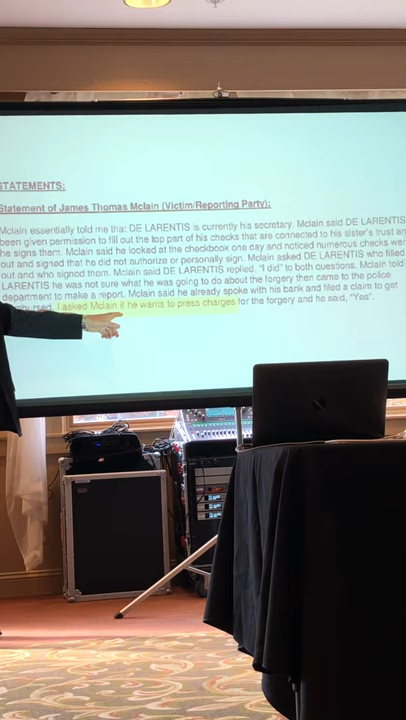 STATEMENTS:
Statement of James Thomas Mclain (Victim/Reporting Party):
Mclain essentially told me that DE LARENTIS is currently his secretary. Mclain said DE LARENTIS
been given permission to fill out the top part of his checks that are connected to his sister's trust an
he signs them. Mclain said he looked at the checkbook one day and noticed numerous checks wer
out and signed that he did not authorize or personally sign. Mclain asked DE LARENTIS who filled
out and who signed them. Mclain said DE LARENTIS replied, "I did" to both questions. Mclain told
LARENTIS he was not sure what he was going to do about the forgery then came to the police
department to make a report. Mclain said he already spoke with his bank and filed a claim to get
mbursed. I asked Mclain if he wants to press charges for the forgery and he said, "Yes".